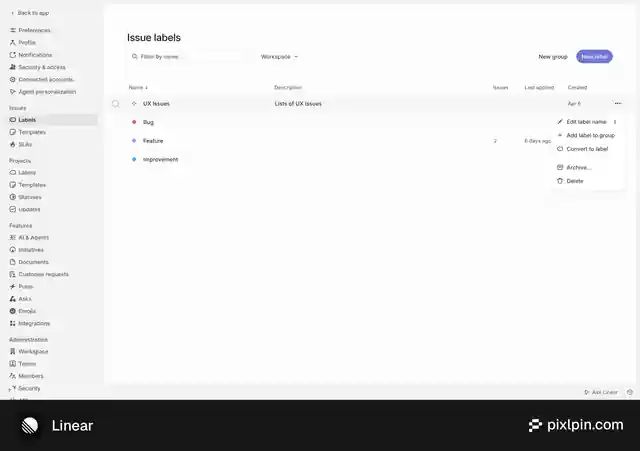 Back to app
Preferences
Profile
Notifications
Security & access
Connected accounts
Agent personalization
Issues
Labels
Templates
SLAs
Projects
Labels
Templates
Statuses
Updates
Features
AI & Agents
Initiatives
Documents
Customer requests
Pulse
Asks
Emojis
Integrations
Administration
Workspace
Teams
Members
Security
Issue labels
Filter by name...
Workspace
New group
New label
Name ↓ Description Issues Last applied Created
UX Issues Lists of UX Issues Apr 6
Bug
Feature 2 6 days ago
Improvement
Edit label name
Add label to group
Convert to label
Archive...
Delete
Ask Linear
Linear
pixlpin.com